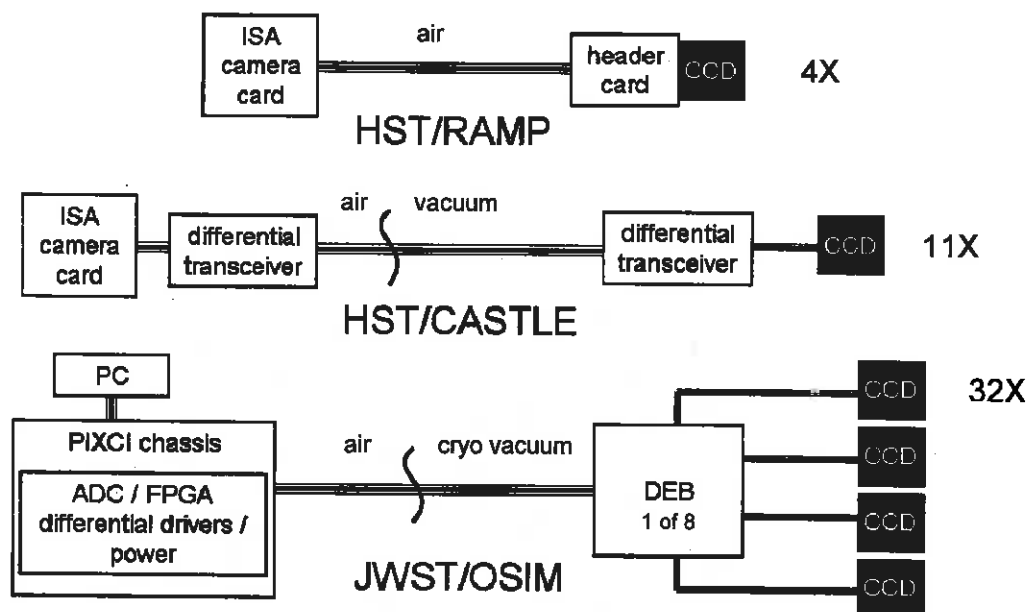 ISA
camera
card
air
header
card
CCD
4X
HST/RAMP
ISA
camera
card
differential
transceiver
air
vacuum
differential
transceiver
CCD
11X
HST/CASTLE
PC
PIXCI chassis
ADC / FPGA
differential drivers /
power
air
cryo vacuum
DEB
1 of 8
CCD
32X
CCD
CCD
CCD
JWST/OSIM